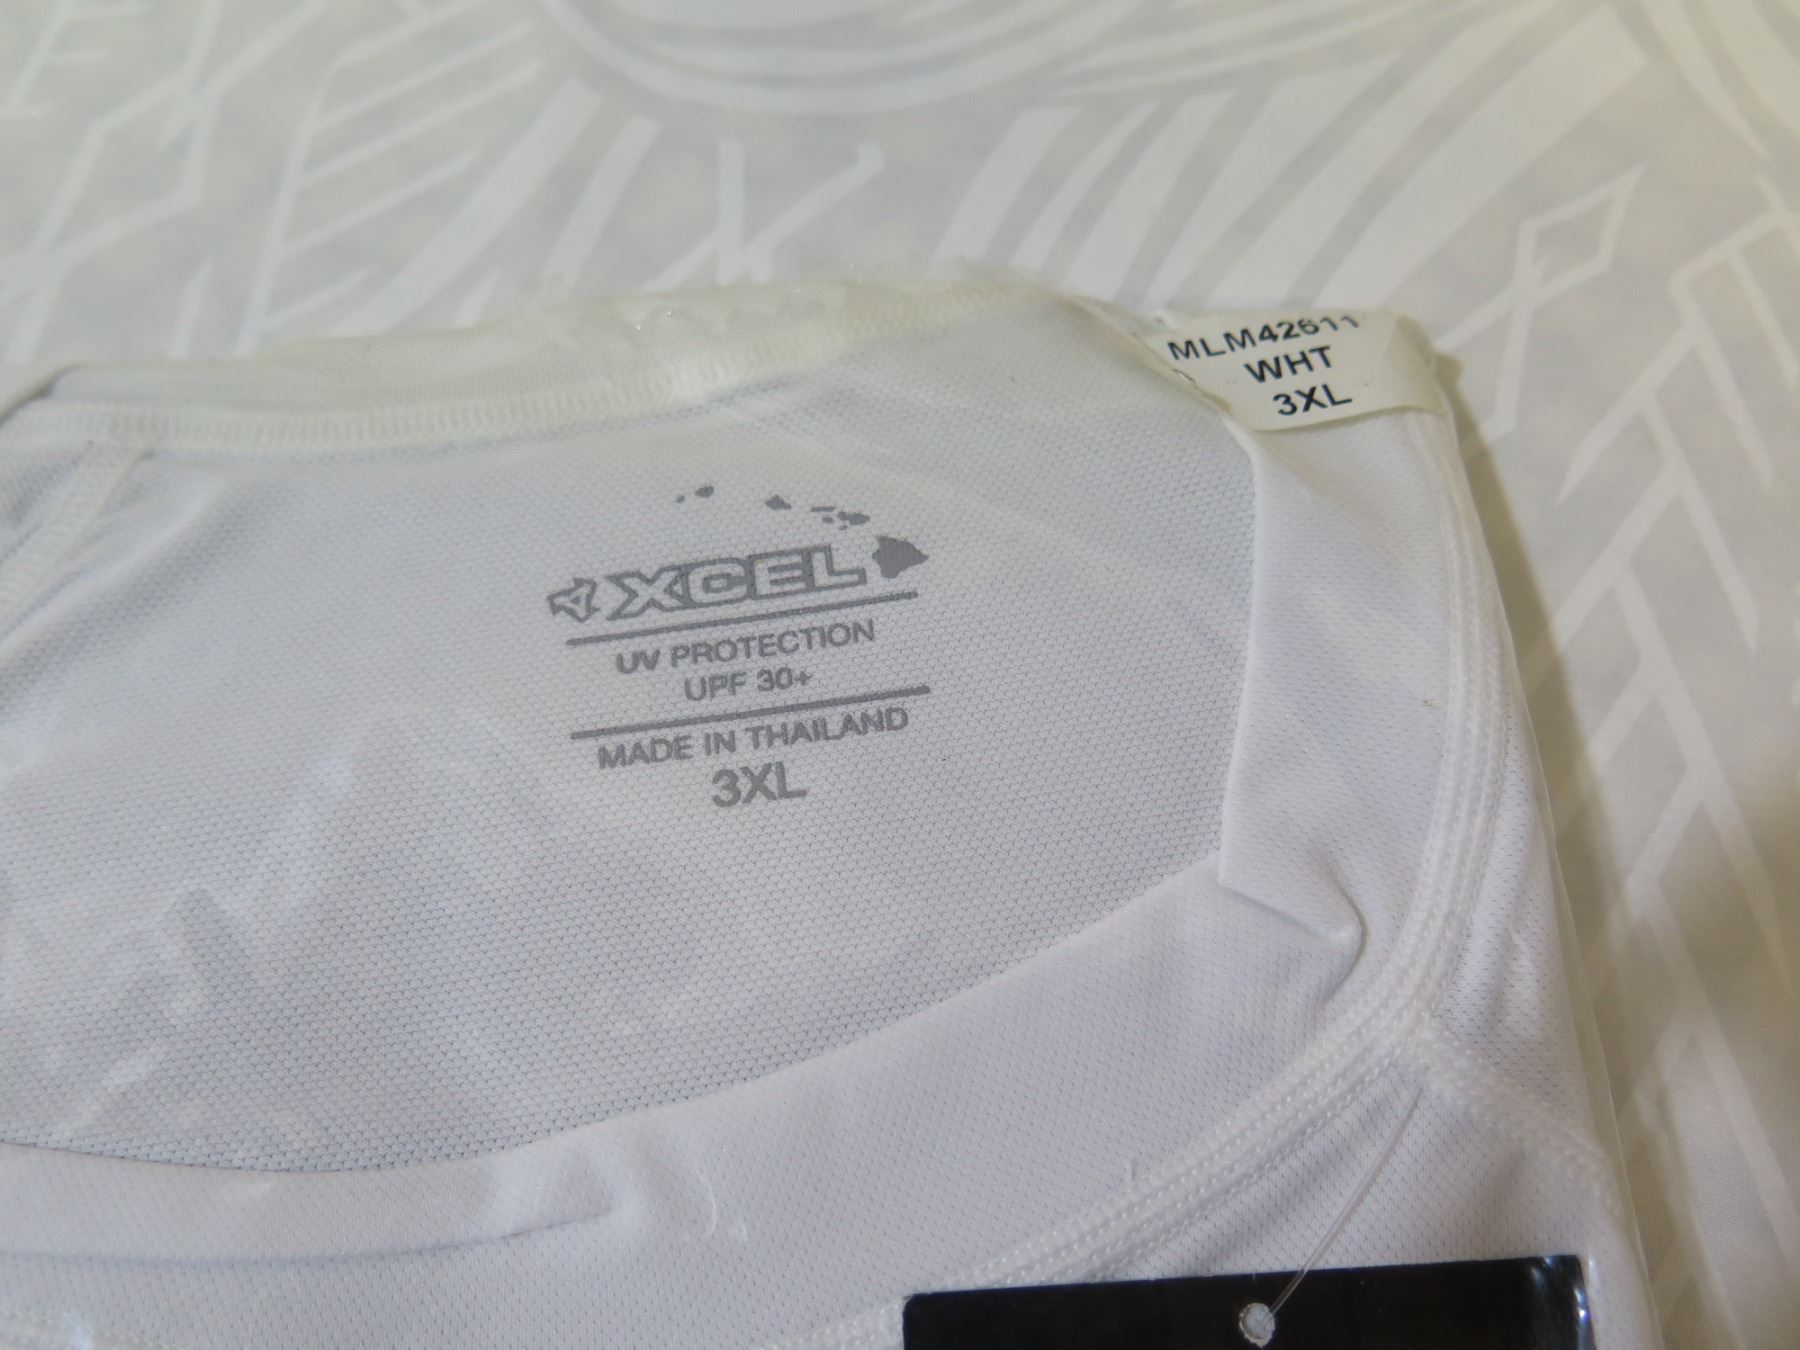 MLM42611
WHT
3XL
XCEL
UV PROTECTION
UPF 30+
MADE IN THAILAND
3XL